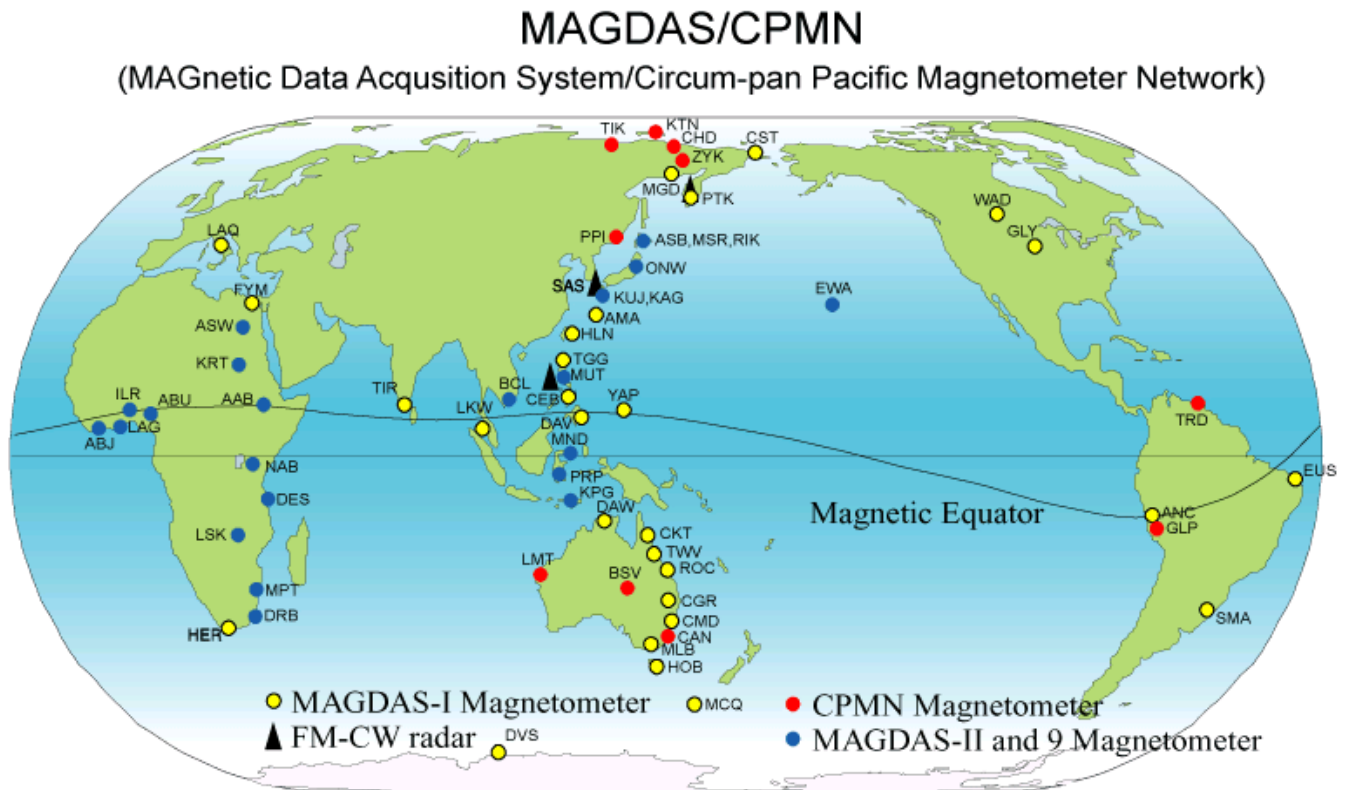 MAGDAS/CPMN
(MAGnetic Data Acqusition System/Circum-pan Pacific Magnetometer Network)
KTN
TIK
CHD
CST
ZYK
MGD
PTK
WAD
LAQ
GLY
PPI
ASB,MSR,RIK
ONW
FYM
SAS
KUJ,KAG
EWA
AMA
ASW
HLN
KRT
TGG
MUT
TIR
BCL
ILR
ABU
AAB
LKW
CEB
YAP
TRD
ABJ
LAG
DAV
MND
NAB
PRP
EUS
DES
KPG
DAW
Magnetic Equator
ANC
GLP
LSK
CKT
TWV
LMT
BSV
ROC
MPT
CGR
DRB
CMD
SMA
HER
CAN
MLB
HOB
MAGDAS-I Magnetometer
MCQ
CPMN Magnetometer
FM-CW radar
DVS
MAGDAS-II and 9 Magnetometer